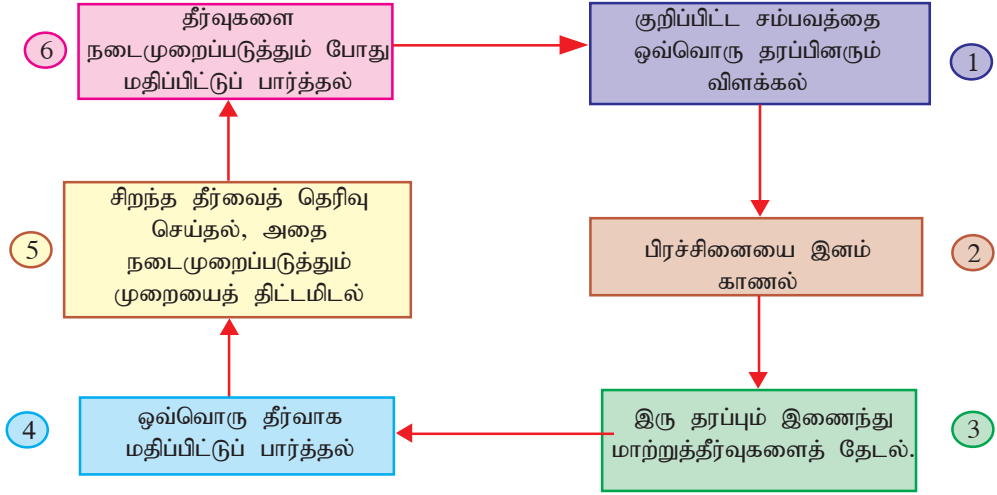 தீர்வுகளை
நடைமுறைப்படுத்தும் போது
மதிப்பிட்டுப் பார்த்தல்
6
குறிப்பிட்ட சம்பவத்தை
ஒவ்வொரு தரப்பினரும்
விளக்கல்
1
சிறந்த தீர்வைத் தெரிவு
செய்தல், அதை
நடைமுறைப்படுத்தும்
முறையைத் திட்டமிடல்
5
பிரச்சினையை இனம்
காணல்
2
ஒவ்வொரு தீர்வாக
மதிப்பிட்டுப் பார்த்தல்
4
இரு தரப்பும் இணைந்து
மாற்றுத்தீர்வுகளைத் தேடல்.
3